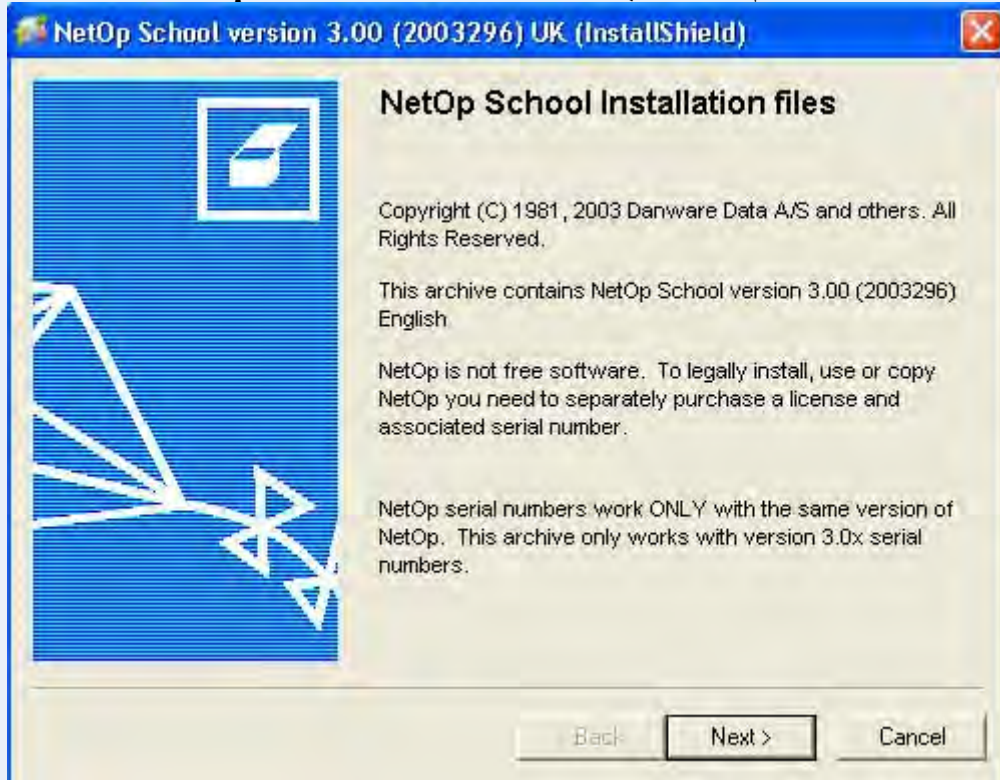 NetOp School version 3.00 (2003296) UK (InstallShield)
NetOp School Installation files
Copyright (C) 1981, 2003 Danware Data A/S and others. All
Rights Reserved.
This archive contains NetOp School version 3.00 (2003296)
English
NetOp is not free software. To legally install, use or copy
NetOp you need to separately purchase a license and
associated serial number.
NetOp serial numbers work ONLY with the same version of
NetOp. This archive only works with version 3.0x serial
numbers.
Back Next > Cancel